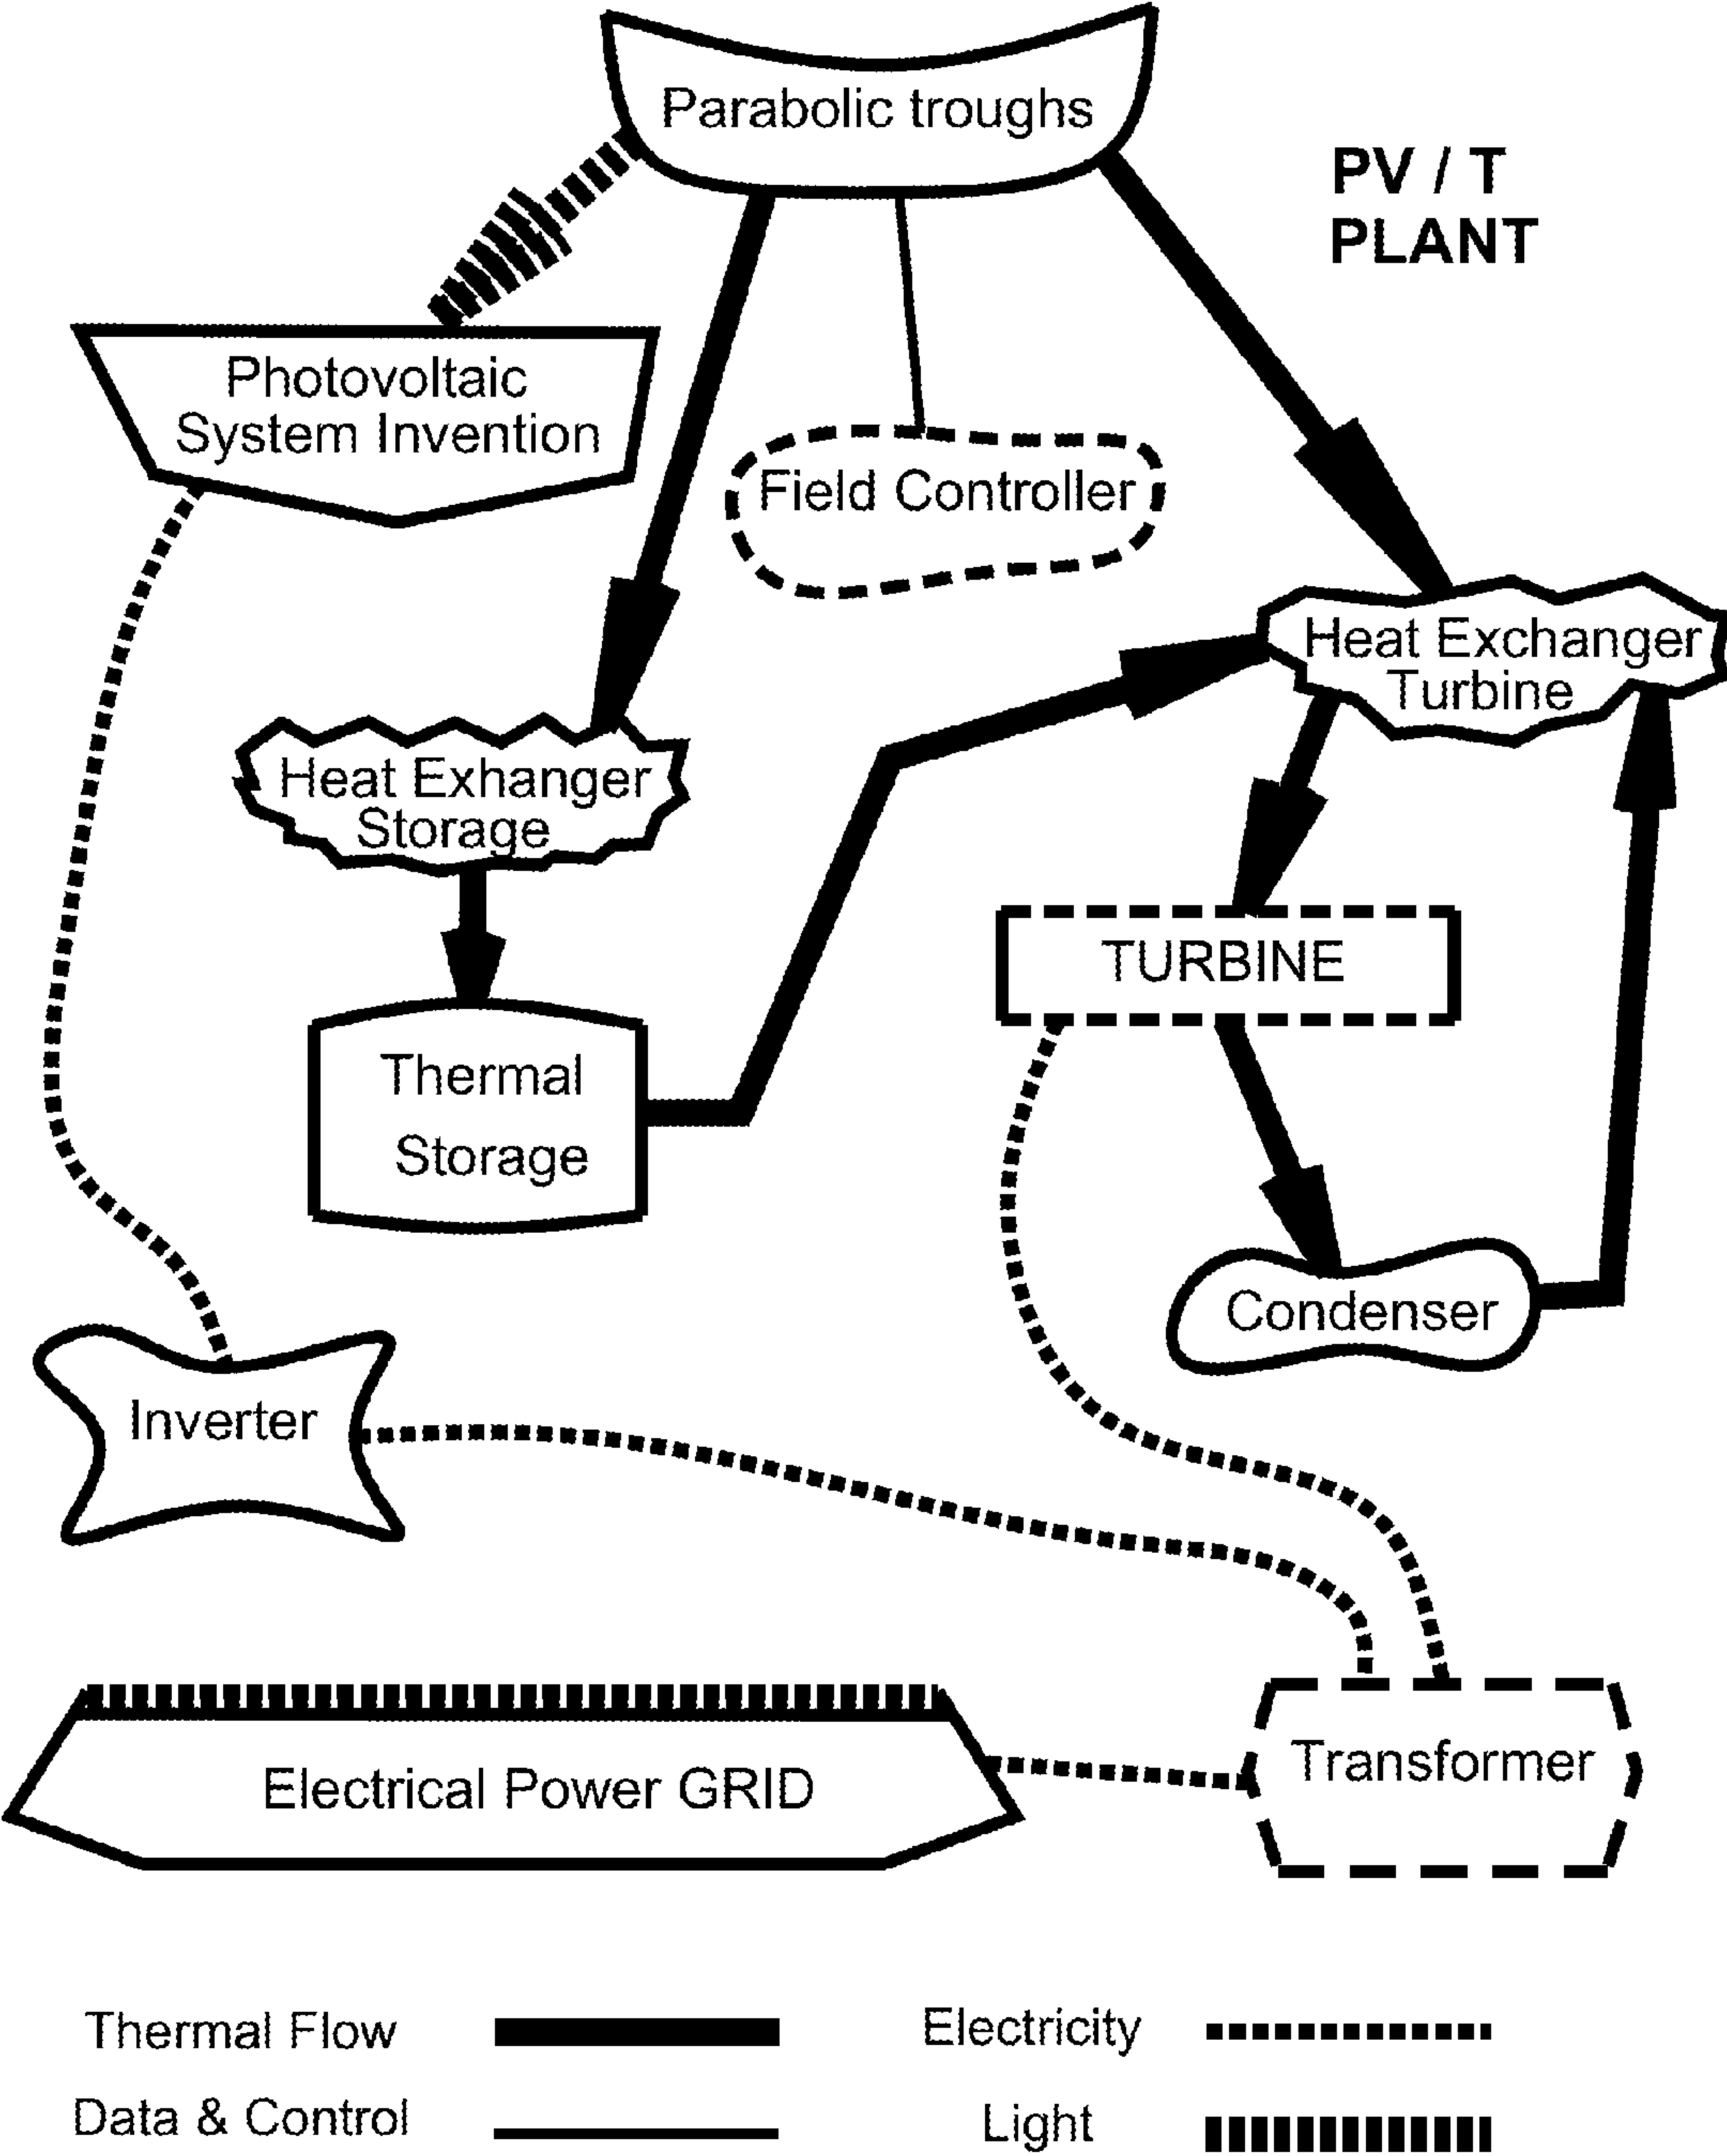 Parabolic troughs
PV / T
PLANT
Photovoltaic
System Invention
Field Controller
Heat Exchanger
Turbine
Heat Exhanger
Storage
TURBINE
Thermal
Storage
Condenser
Inverter
Electrical Power GRID
Transformer
Thermal Flow
Electricity
Data & Control
Light